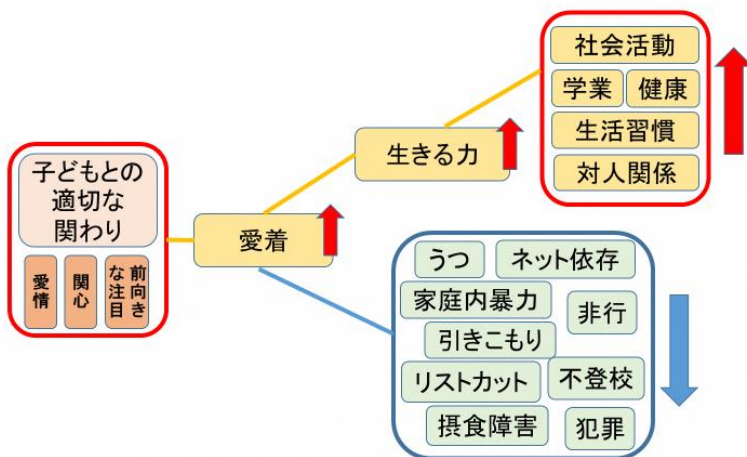 子どもとの
適切な
関わり
愛情
関心
前向き
な注目
愛着
生きる力
社会活動
学業
健康
生活習慣
対人関係
うつ
ネット依存
家庭内暴力
非行
引きこもり
リストカット
不登校
摂食障害
犯罪